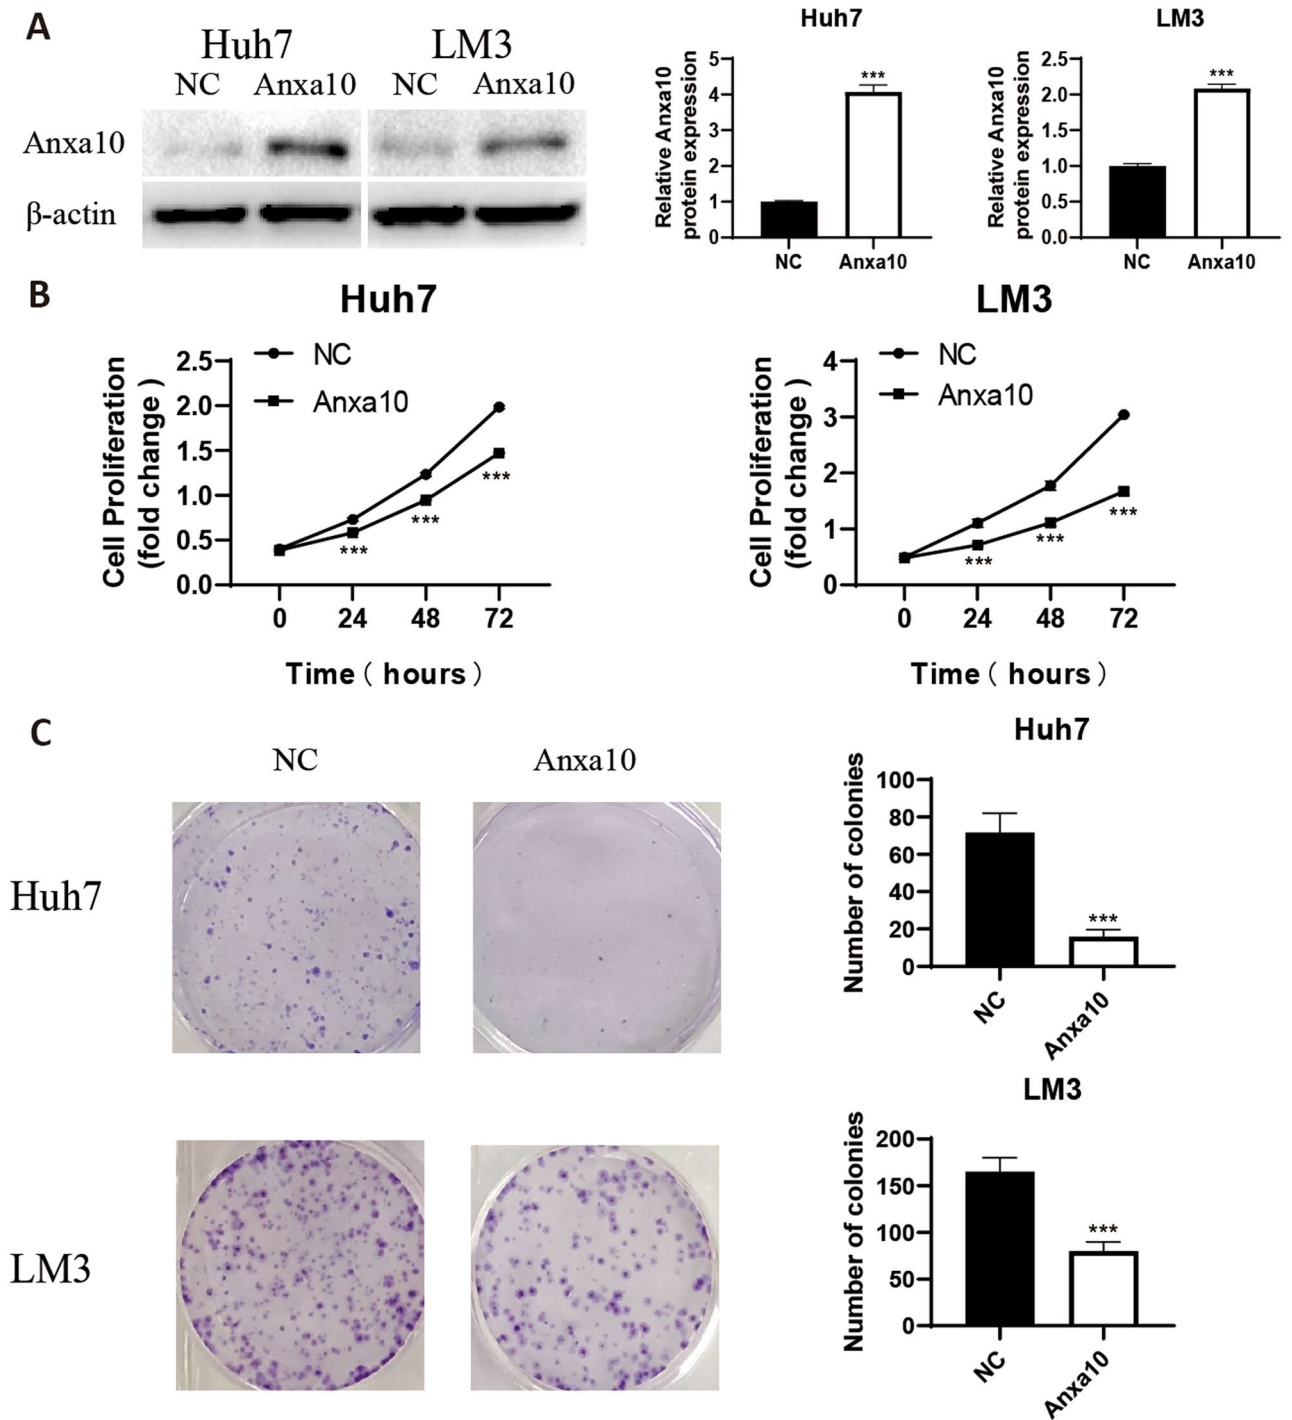 A
Huh7 LM3
NC Anxa10 NC Anxa10
Anxa10
β-actin
Huh7
Relative Anxa10
protein expression
5
4
3
2
1
0
***
NC Anxa10
LM3
Relative Anxa10
protein expression
2.5
2.0
1.5
1.0
0.5
0.0
***
NC Anxa10
B
Huh7
NC
Anxa10
Cell Proliferation
(fold change )
2.5
2.0
1.5
1.0
0.5
0.0
***
***
***
0 24 48 72
Time ( hours )
LM3
NC
Anxa10
Cell Proliferation
(fold change )
4
3
2
1
0
***
***
***
0 24 48 72
Time ( hours )
C
NC Anxa10
Huh7
LM3
Huh7
Number of colonies
100
80
60
40
20
0
***
NC
Anxa10
LM3
Number of colonies
200
150
100
50
0
***
NC
Anxa10